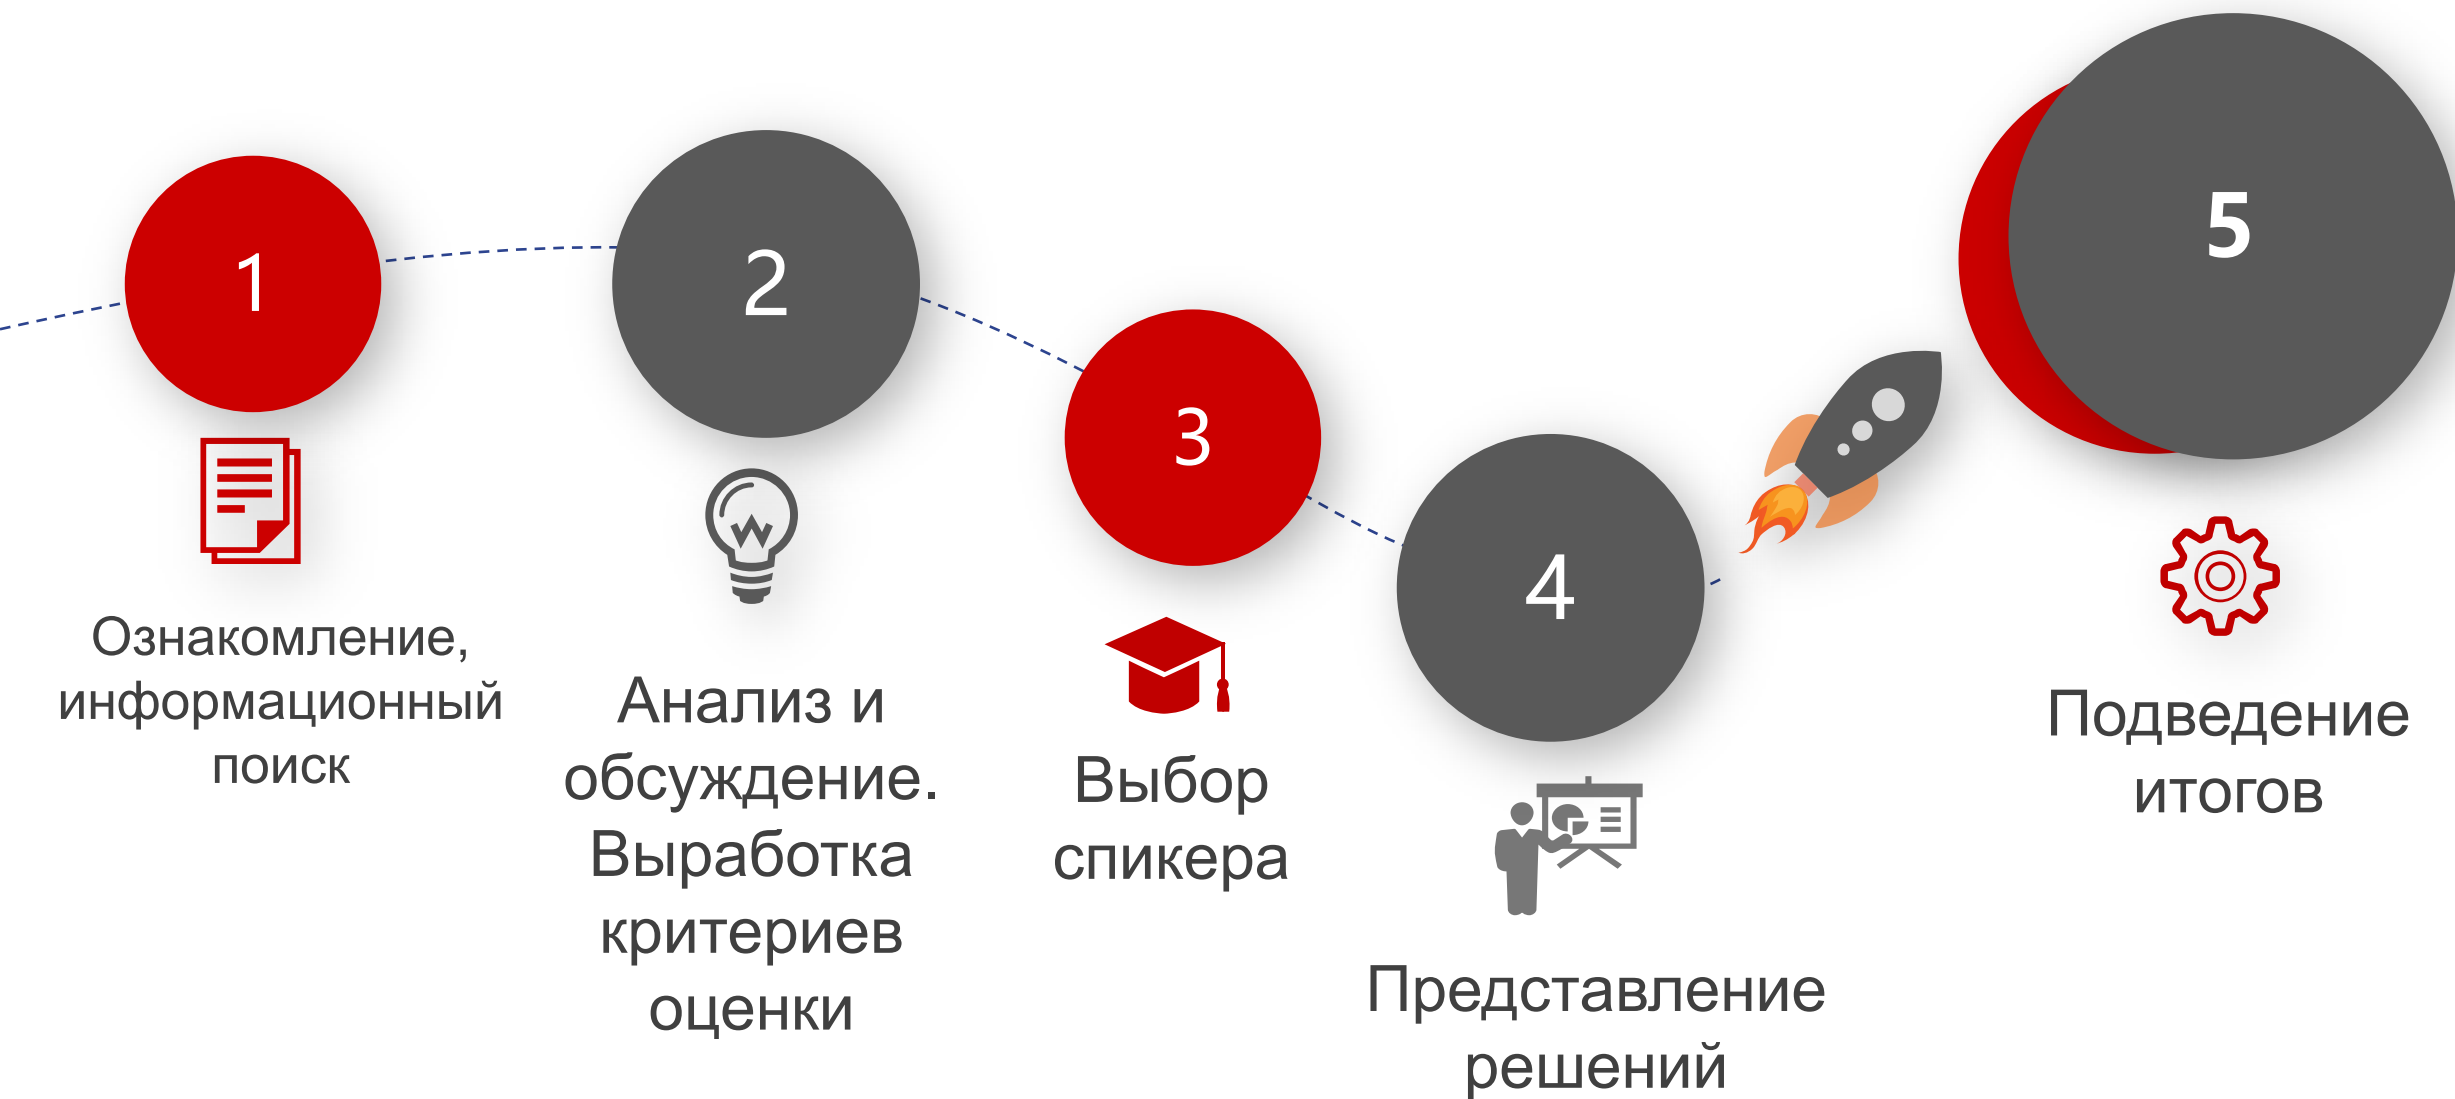 1
Ознакомление,
информационный
поиск
2
Анализ и
обсуждение.
Выработка
критериев
оценки
3
Выбор
спикера
4
Представление
решений
5
Подведение
итогов